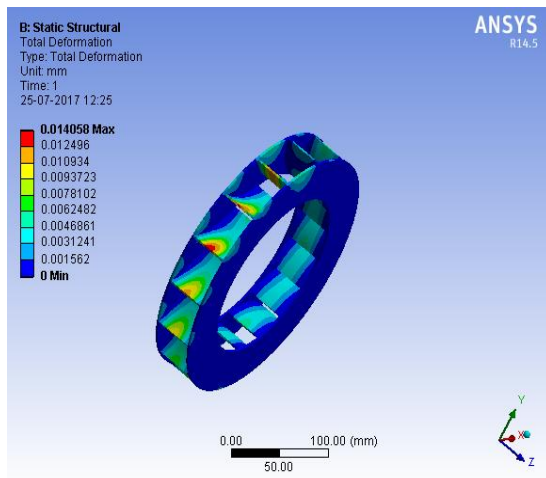 B: Static Structural
Total Deformation
Type: Total Deformation
Unit: mm
Time: 1
25-07-2017 12:25
ANSYS
R14.5
0.014058 Max
0.012496
0.010934
0.0093723
0.0078102
0.0062482
0.0046861
0.0031241
0.001562
0 Min
0.00
100.00 (mm)
50.00
Y
X
Z